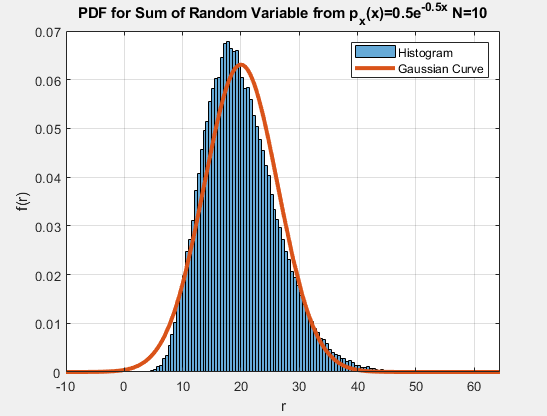 PDF for Sum of Random Variable from pₓ(x)=0.5e^-0.5x N=10
0.07
0.06
0.05
0.04
0.03
0.02
0.01
0
f(r)
Histogram
Gaussian Curve
-10 0 10 20 30 40 50 60
r